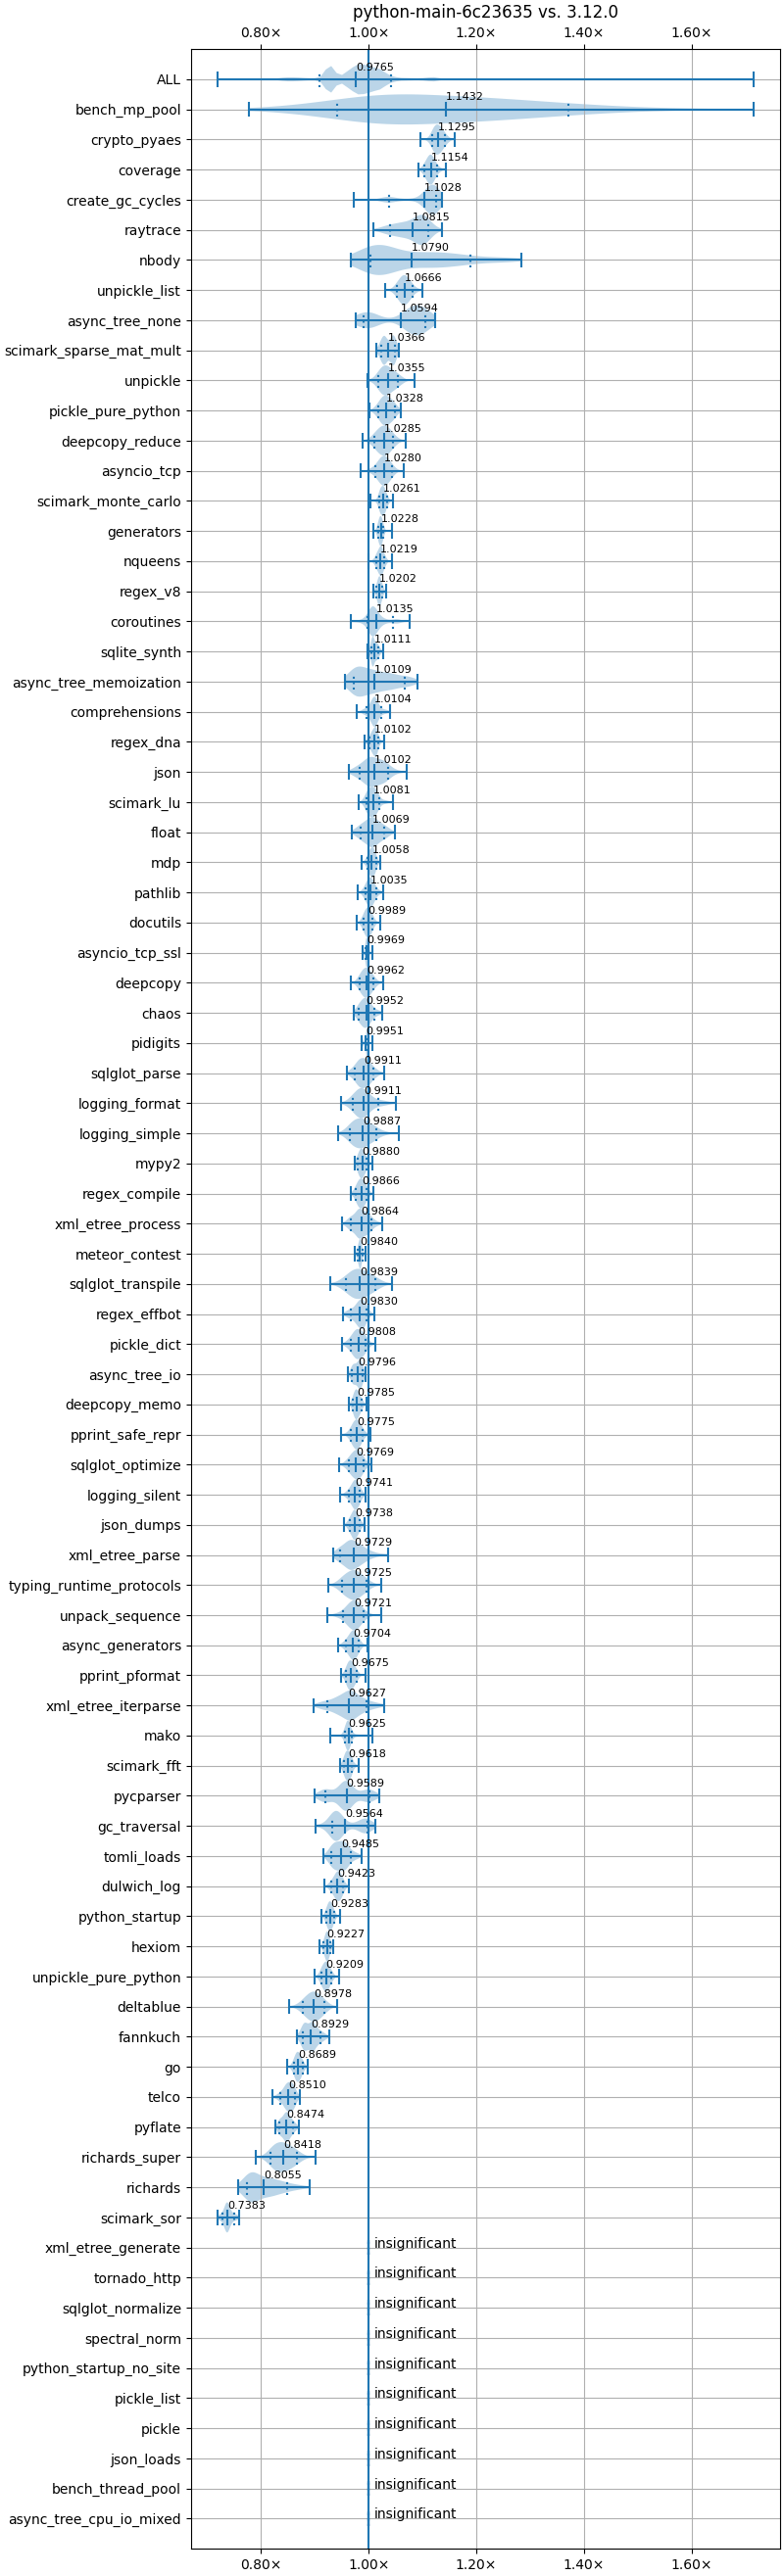 python-main-6c23635 vs. 3.12.0
0.80× 1.00× 1.20× 1.40× 1.60×
ALL 0.9765
bench_mp_pool 1.1432
crypto_pyaes 1.1295
coverage 1.1154
create_gc_cycles 1.1028
raytrace 1.0815
nbody 1.0790
unpickle_list 1.0666
async_tree_none 1.0594
scimark_sparse_mat_mult 1.0366
unpickle 1.0355
pickle_pure_python 1.0328
deepcopy_reduce 1.0285
asyncio_tcp 1.0280
scimark_monte_carlo 1.0261
generators 1.0228
nqueens 1.0219
regex_v8 1.0202
coroutines 1.0135
sqlite_synth 1.0111
async_tree_memoization 1.0109
comprehensions 1.0104
regex_dna 1.0102
json 1.0102
scimark_lu 1.0081
float 1.0069
mdp 1.0058
pathlib 1.0035
docutils 0.9989
asyncio_tcp_ssl 0.9969
deepcopy 0.9962
chaos 0.9952
pidigits 0.9951
sqlglot_parse 0.9911
logging_format 0.9911
logging_simple 0.9887
mypy2 0.9880
regex_compile 0.9866
xml_etree_process 0.9864
meteor_contest 0.9840
sqlglot_transpile 0.9839
regex_effbot 0.9830
pickle_dict 0.9808
async_tree_io 0.9796
deepcopy_memo 0.9785
pprint_safe_repr 0.9775
sqlglot_optimize 0.9769
logging_silent 0.9741
json_dumps 0.9738
xml_etree_parse 0.9729
typing_runtime_protocols 0.9725
unpack_sequence 0.9721
async_generators 0.9704
pprint_pformat 0.9675
xml_etree_iterparse 0.9627
mako 0.9625
scimark_fft 0.9618
pycparser 0.9589
gc_traversal 0.9564
tomli_loads 0.9485
dulwich_log 0.9423
python_startup 0.9283
hexiom 0.9227
unpickle_pure_python 0.9209
deltablue 0.8978
fannkuch 0.8929
go 0.8689
telco 0.8510
pyflate 0.8474
richards_super 0.8418
richards 0.8055
scimark_sor 0.7383
xml_etree_generate insignificant
tornado_http insignificant
sqlglot_normalize insignificant
spectral_norm insignificant
python_startup_no_site insignificant
pickle_list insignificant
pickle insignificant
json_loads insignificant
bench_thread_pool insignificant
async_tree_cpu_io_mixed insignificant
0.80× 1.00× 1.20× 1.40× 1.60×